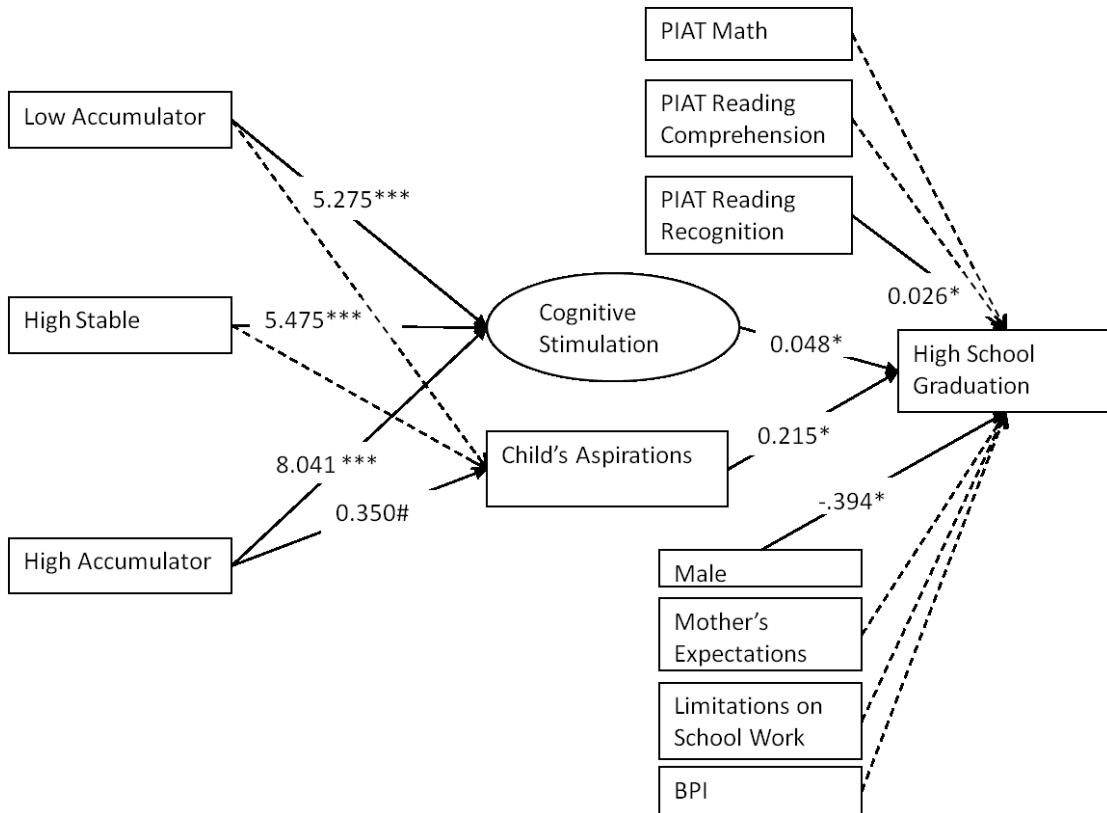 PIAT Math
Low Accumulator
PIAT Reading
Comprehension
5.275***
PIAT Reading
Recognition
0.026*
High Stable
5.475***
Cognitive
Stimulation
0.048*
High School
Graduation
Child’s Aspirations
0.215*
8.041 ***
0.350#
-.394*
High Accumulator
Male
Mother’s
Expectations
Limitations on
School Work
BPI